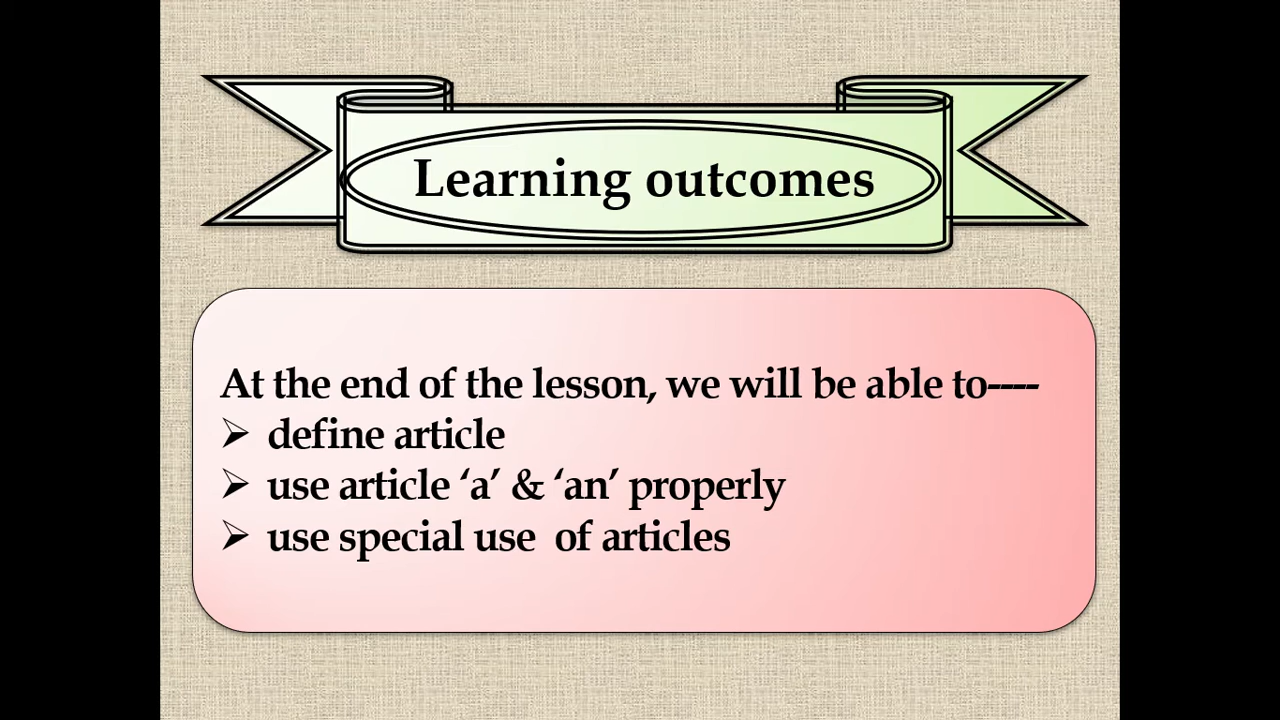 Learning outcomes
At the end of the lesson, we will be able to----
➢ define article
➢ use article ‘a’ & ‘an’ properly
➢ use special use  of articles